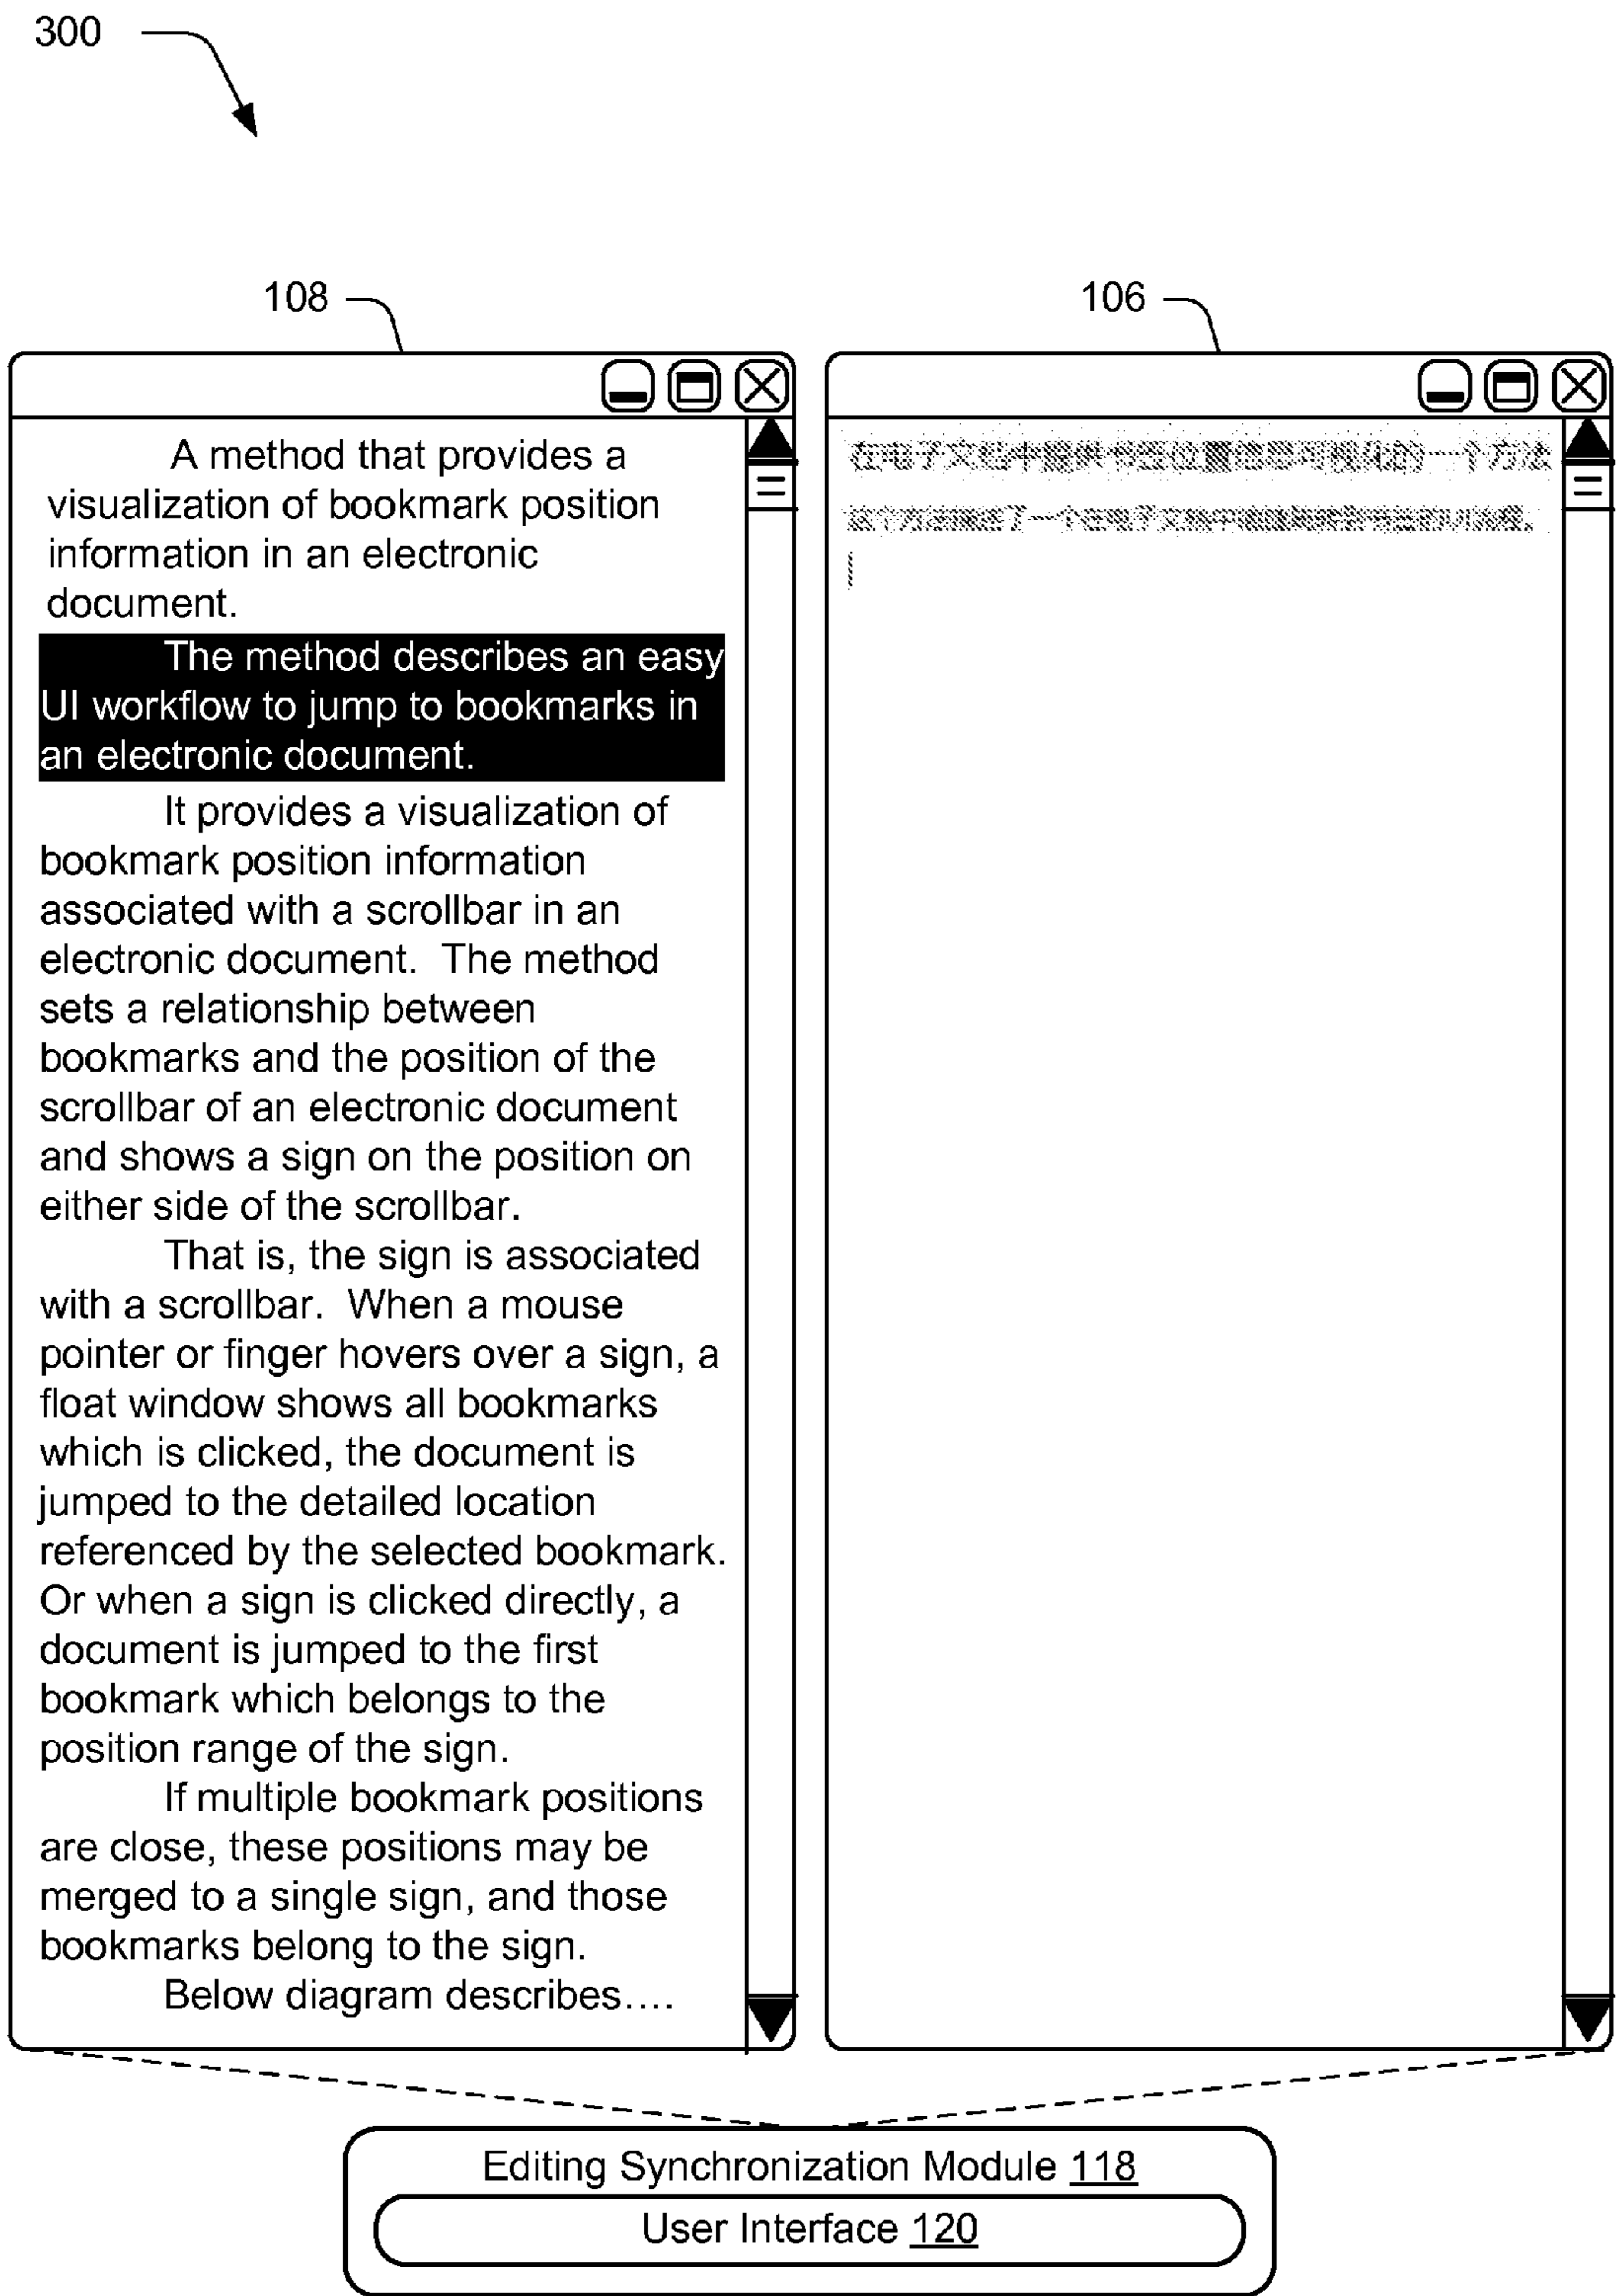 300
108
106
A method that provides a
visualization of bookmark position
information in an electronic
document.
The method describes an easy
UI workflow to jump to bookmarks in
an electronic document.
It provides a visualization of
bookmark position information
associated with a scrollbar in an
electronic document.  The method
sets a relationship between
bookmarks and the position of the
scrollbar of an electronic document
and shows a sign on the position on
either side of the scrollbar.
That is, the sign is associated
with a scrollbar.  When a mouse
pointer or finger hovers over a sign, a
float window shows all bookmarks
which is clicked, the document is
jumped to the detailed location
referenced by the selected bookmark.
Or when a sign is clicked directly, a
document is jumped to the first
bookmark which belongs to the
position range of the sign.
If multiple bookmark positions
are close, these positions may be
merged to a single sign, and those
bookmarks belong to the sign.
Below diagram describes....
一个方法
Editing Synchronization Module 118
User Interface 120